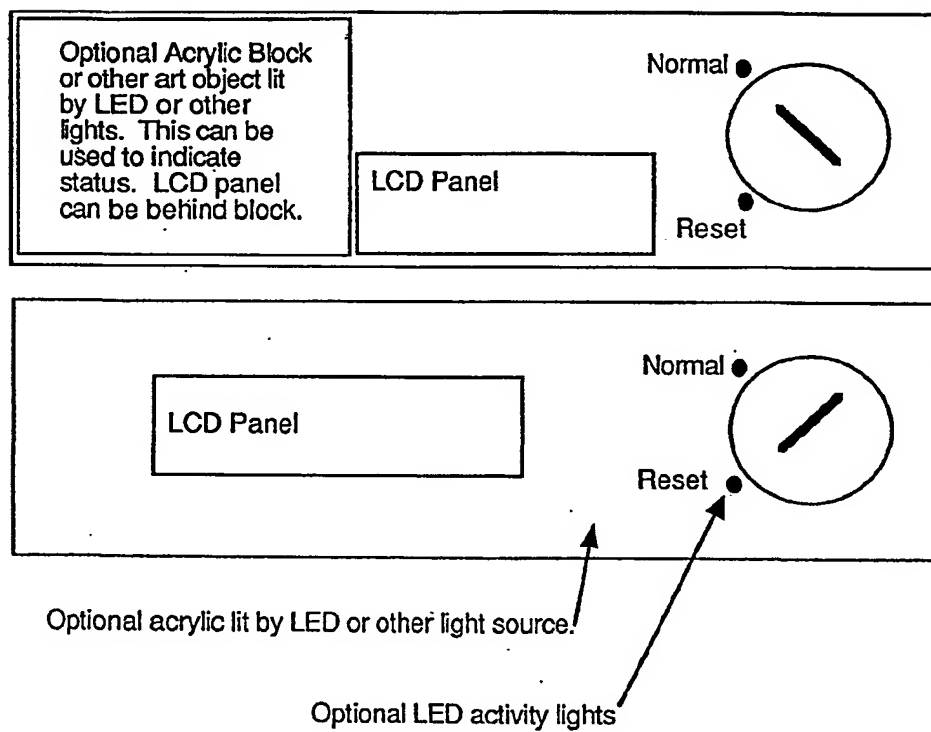 Optional Acrylic Block
or other art object lit
by LED or other
lights. This can be
used to indicate
status. LCD panel
can be behind block.
LCD Panel
Normal
Reset
LCD Panel
Normal
Reset
Optional acrylic lit by LED or other light source.
Optional LED activity lights